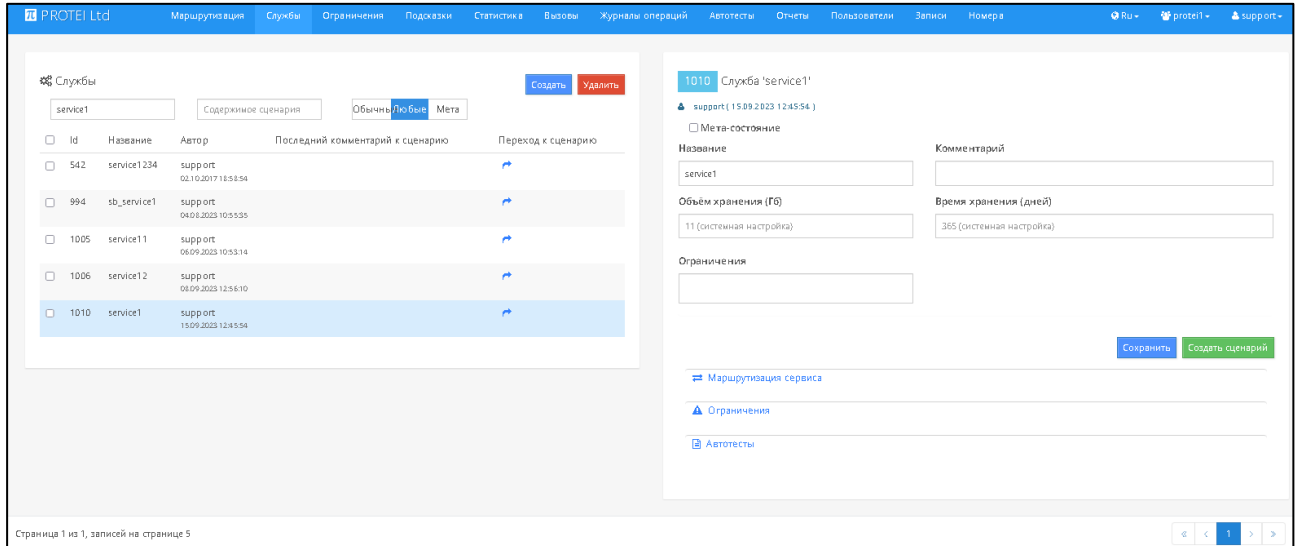 PROTEI Ltd Маршрутизация Службы Ограничения Подсказки Статистика Вызовы Журналы операций Автотесты Отчеты Пользователи Записи Номера Ru protei1 support
Службы Создать Удалить
service1 Содержимое сценария Обычн Любые Мета
Id Название Автор Последний комментарий к сценарию Переход к сценарию
542 service1234 support
02.10.2017 18:58:54
994 sb_service1 support
04.08.2023 10:55:35
1005 service11 support
06.09.2023 10:53:14
1006 service12 support
08.09.2023 12:56:10
1010 service1 support
15.09.2023 12:45:54
1010 Служба 'service1'
support ( 15.09.2023 12:45:54 )
Мета-состояние
Название Комментарий
service1
Объём хранения (Гб) Время хранения (дней)
11 (системная настройка) 365 (системная настройка)
Ограничения
Сохранить Создать сценарий
Маршрутизация сервиса
Ограничения
Автотесты
Страница 1 из 1, записей на странице 5 « < 1 > »